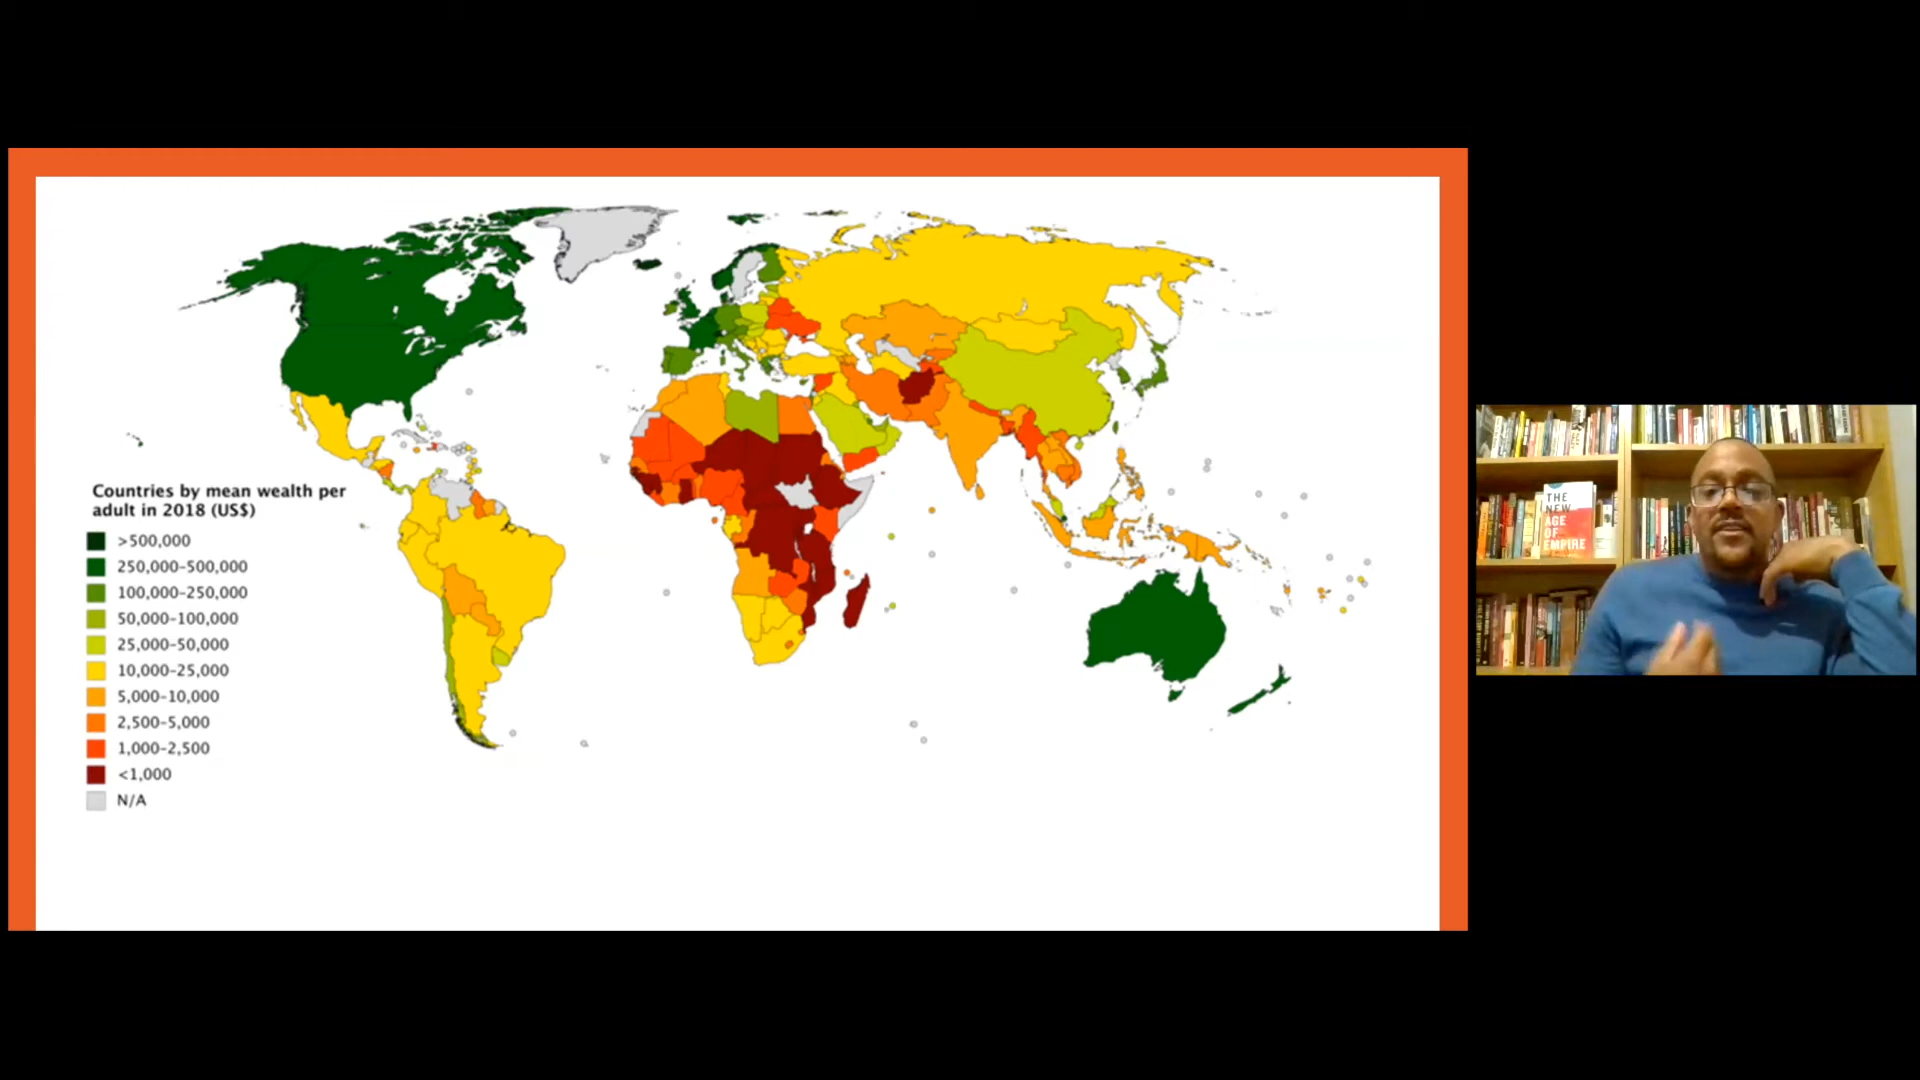 Countries by mean wealth per
adult in 2018 (US$)
>500,000
250,000–500,000
100,000–250,000
50,000–100,000
25,000–50,000
10,000–25,000
5,000–10,000
2,500–5,000
1,000–2,500
<1,000
N/A
THE
NEW
AGE
OF
EMPIRE